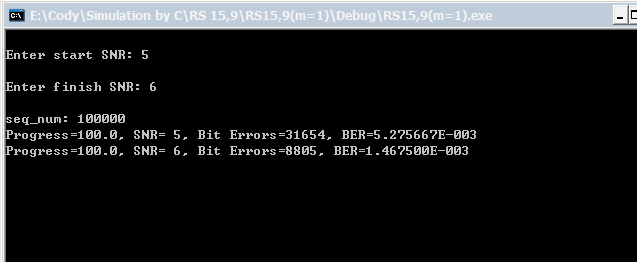 E:\Cody\Simulation by C\RS 15,9\RS15,9(m=1)\Debug\RS15,9(m=1).exe
Enter start SNR: 5
Enter finish SNR: 6
seq_num: 100000
Progress=100.0, SNR= 5, Bit Errors=31654, BER=5.275667E-003
Progress=100.0, SNR= 6, Bit Errors=8805, BER=1.467500E-003